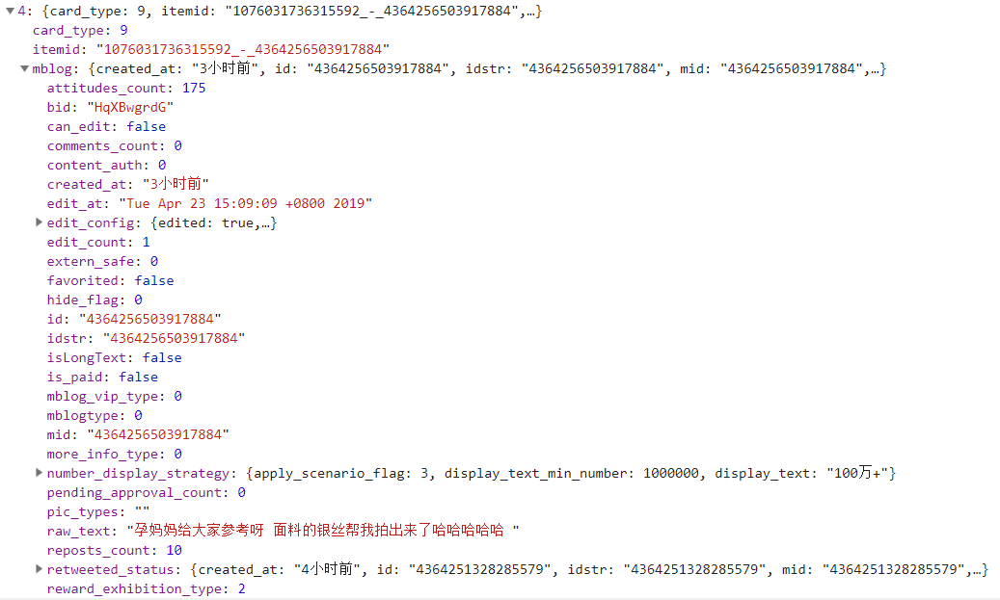 4: {card_type: 9, itemid: "1076031736315592_-_4364256503917884",…}
card_type: 9
itemid: "1076031736315592_-_4364256503917884"
mblog: {created_at: "3小时前", id: "4364256503917884", idstr: "4364256503917884", mid: "4364256503917884",…}
attitudes_count: 175
bid: "HqXBwgrdG"
can_edit: false
comments_count: 0
content_auth: 0
created_at: "3小时前"
edit_at: "Tue Apr 23 15:09:09 +0800 2019"
edit_config: {edited: true,…}
edit_count: 1
extern_safe: 0
favorited: false
hide_flag: 0
id: "4364256503917884"
idstr: "4364256503917884"
isLongText: false
is_paid: false
mblog_vip_type: 0
mblogtype: 0
mid: "4364256503917884"
more_info_type: 0
number_display_strategy: {apply_scenario_flag: 3, display_text_min_number: 1000000, display_text: "100万+"}
pending_approval_count: 0
pic_types: ""
raw_text: "孕妈妈给大家参考呀 面料的银丝帮我拍出来了哈哈哈哈哈 "
reposts_count: 10
retweeted_status: {created_at: "4小时前", id: "4364251328285579", idstr: "4364251328285579", mid: "4364251328285579",…}
reward_exhibition_type: 2